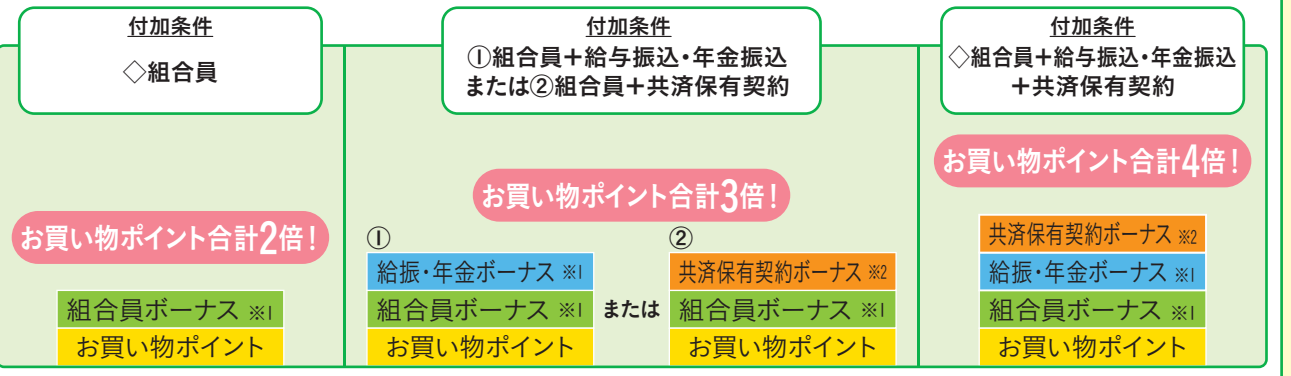 付加条件
◇組合員
お買い物ポイント合計2倍!
組合員ボーナス ※1
お買い物ポイント
付加条件
①組合員+給与振込・年金振込
または②組合員+共済保有契約
お買い物ポイント合計3倍!
①
給振・年金ボーナス ※1
組合員ボーナス ※1
お買い物ポイント
または
②
共済保有契約ボーナス ※2
組合員ボーナス ※1
お買い物ポイント
付加条件
◇組合員+給与振込・年金振込
+共済保有契約
お買い物ポイント合計4倍!
共済保有契約ボーナス ※2
給振・年金ボーナス ※1
組合員ボーナス ※1
お買い物ポイント